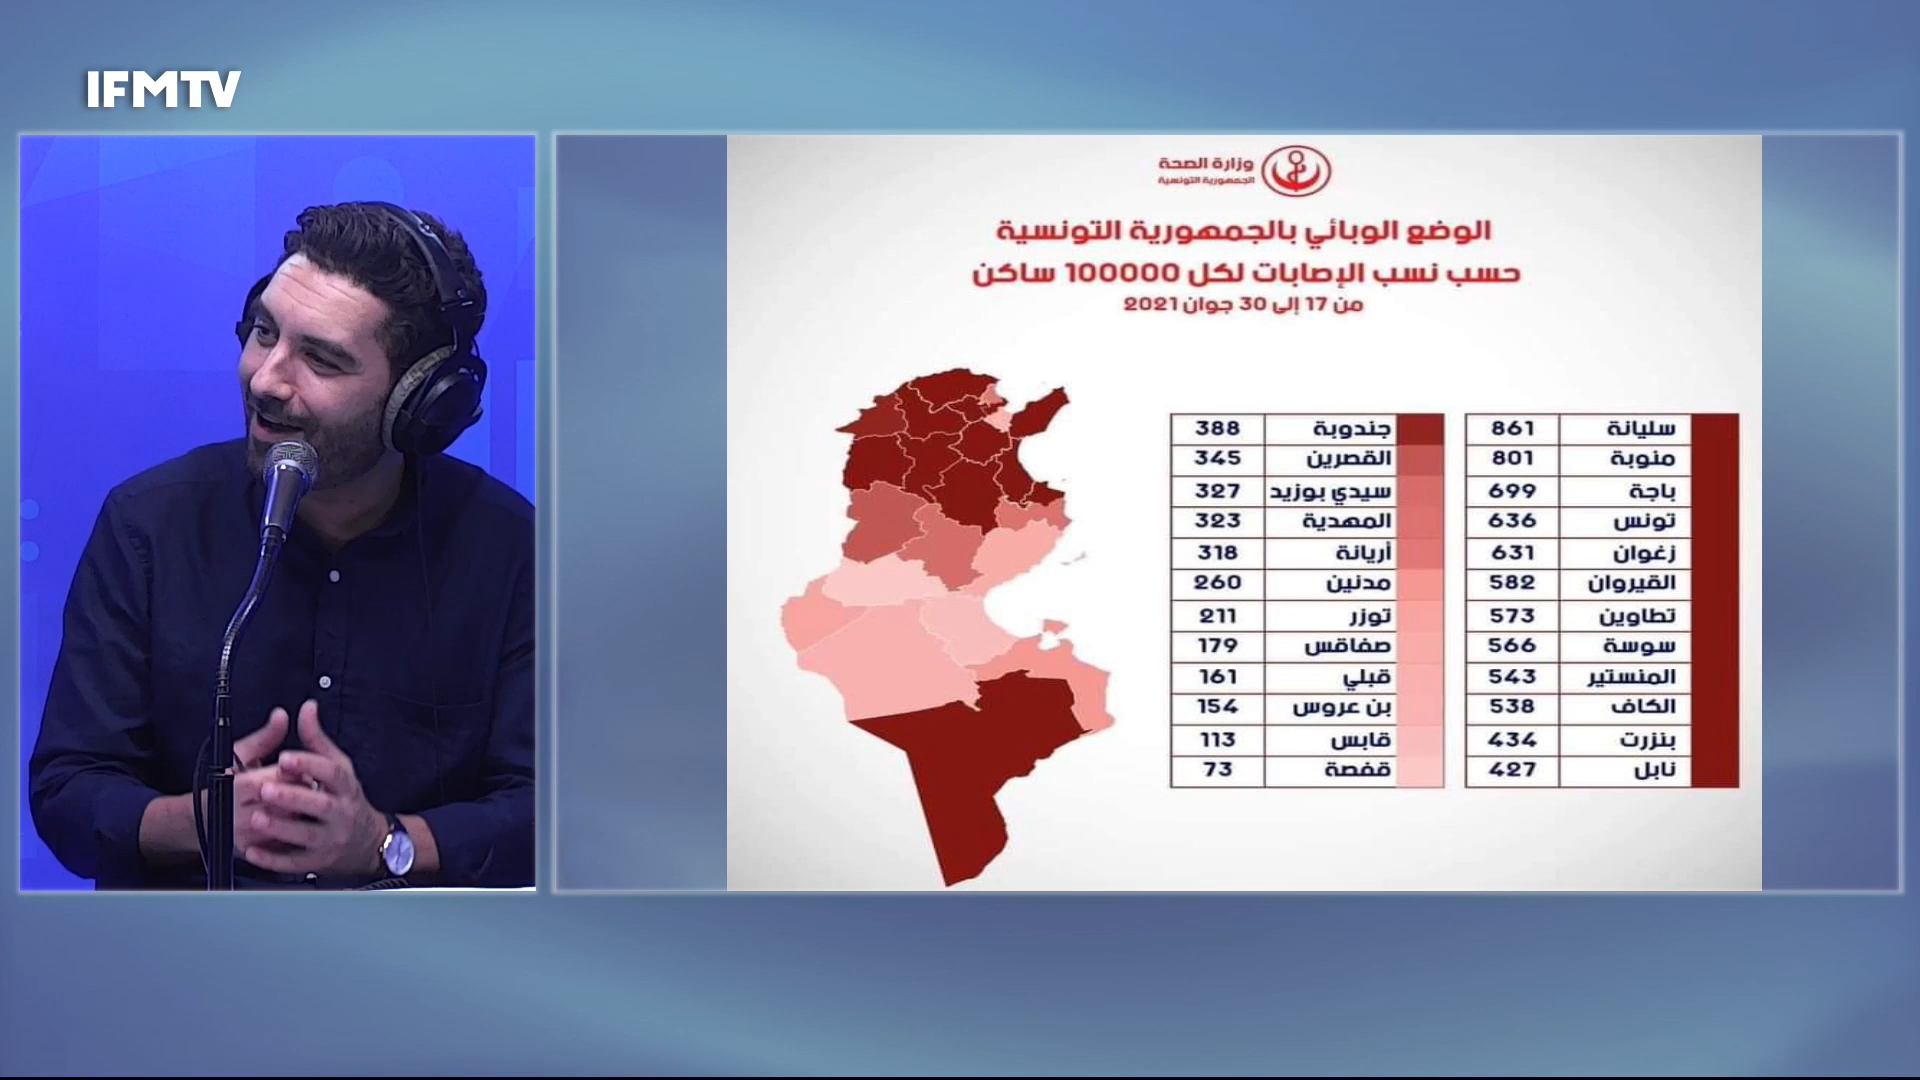 IFMTV
وزارة الصحة
الجمهورية التونسية
الوضع الوبائي بالجمهورية التونسية
حسب نسب الإصابات لكل 100000 ساكن
من 17 إلى 30 جوان 2021
سليانة 861
منوبة 801
باجة 699
تونس 636
زغوان 631
القيروان 582
تطاوين 573
سوسة 566
المنستير 543
الكاف 538
بنزرت 434
نابل 427
جندوبة 388
القصرين 345
سيدي بوزيد 327
المهدية 323
أريانة 318
مدنين 260
توزر 211
صفاقس 179
قبلي 161
بن عروس 154
قابس 113
قفصة 73